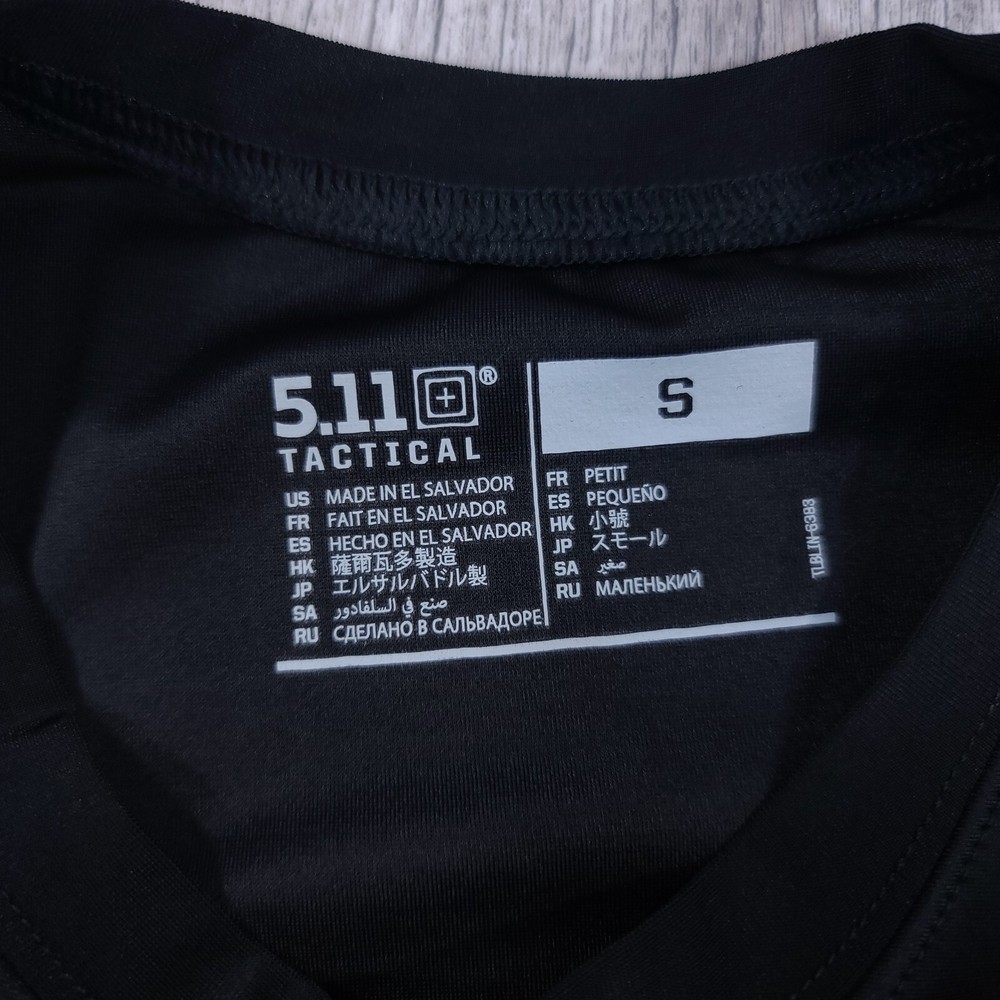 5.11®
TACTICAL
US MADE IN EL SALVADOR
FR FAIT EN EL SALVADOR
ES HECHO EN EL SALVADOR
HK 薩爾瓦多製造
JP エルサルバドル製
SA صنع في السلفادور
RU СДЕЛАНО В САЛЬВАДОРЕ
S
FR PETIT
ES PEQUEÑO
HK 小號
JP スモール
SA صغير
RU МАЛЕНЬКИЙ
TLBLIN-6383